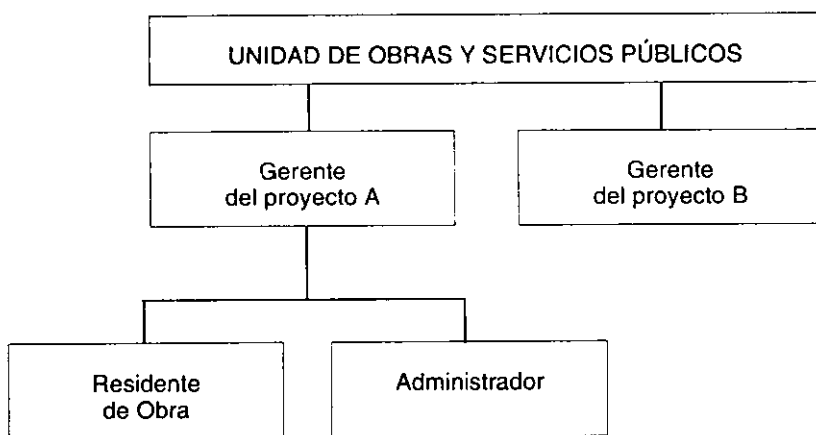 UNIDAD DE OBRAS Y SERVICIOS PÚBLICOS
Gerente
del proyecto A
Gerente
del proyecto B
Residente
de Obra
Administrador